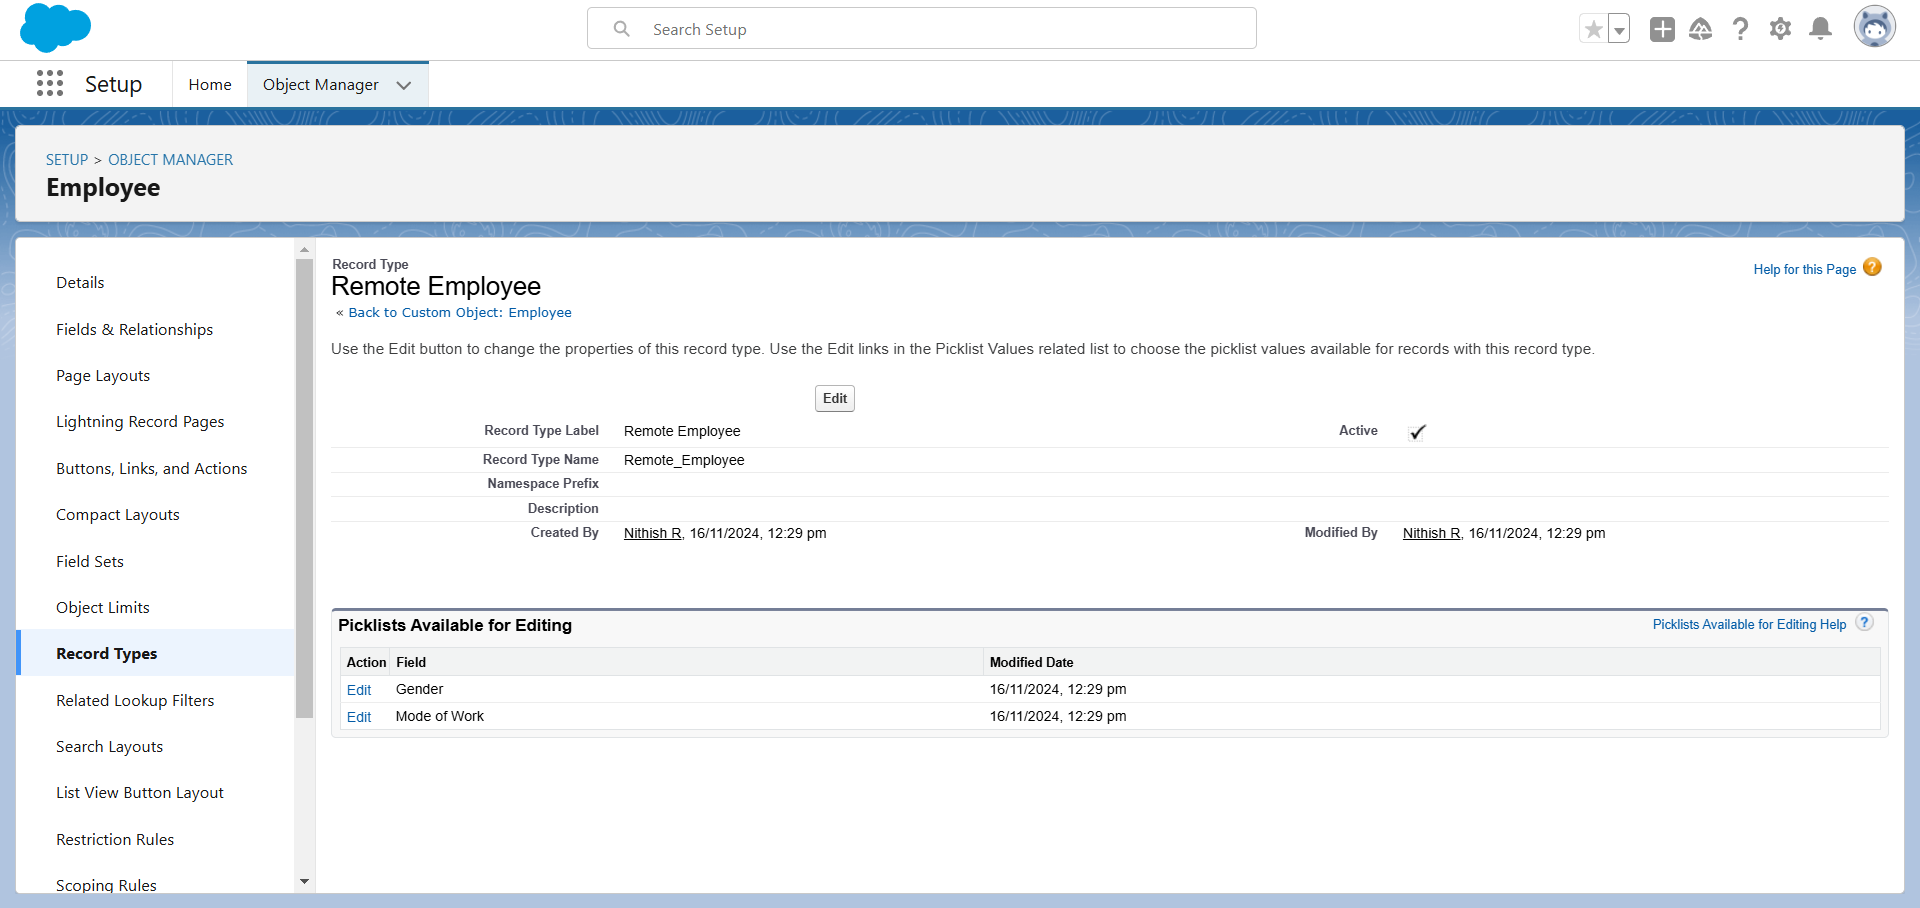 Search Setup
Setup
Home
Object Manager
SETUP > OBJECT MANAGER
Employee
Details
Fields & Relationships
Page Layouts
Lightning Record Pages
Buttons, Links, and Actions
Compact Layouts
Field Sets
Object Limits
Record Types
Related Lookup Filters
Search Layouts
List View Button Layout
Restriction Rules
Scoping Rules
Record Type
Remote Employee
« Back to Custom Object: Employee
Help for this Page ?
Use the Edit button to change the properties of this record type. Use the Edit links in the Picklist Values related list to choose the picklist values available for records with this record type.
Edit
Record Type Label Remote Employee Active
Record Type Name Remote_Employee
Namespace Prefix
Description
Created By Nithish R, 16/11/2024, 12:29 pm Modified By Nithish R, 16/11/2024, 12:29 pm
Picklists Available for Editing
Picklists Available for Editing Help ?
Action Field Modified Date
Edit Gender 16/11/2024, 12:29 pm
Edit Mode of Work 16/11/2024, 12:29 pm